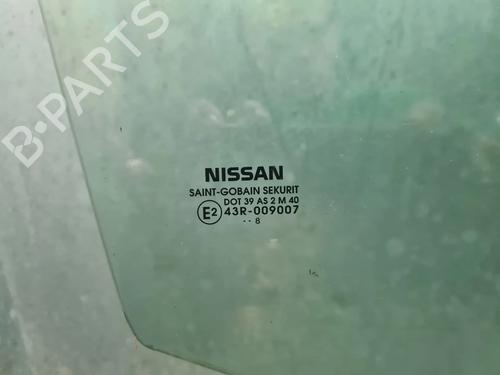 B-PARTS
NISSAN
SAINT-GOBAIN SEKURIT
DOT 39 AS 2 M 40
E2 43R-009007
·· 8